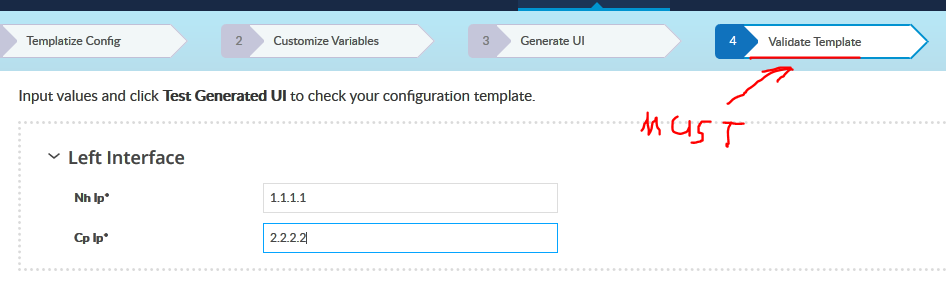 Templatize Config
2 Customize Variables
3 Generate UI
4 Validate Template
Input values and click Test Generated UI to check your configuration template.
MUST
Left Interface
Nh Ip* 1.1.1.1
Cp Ip* 2.2.2.2